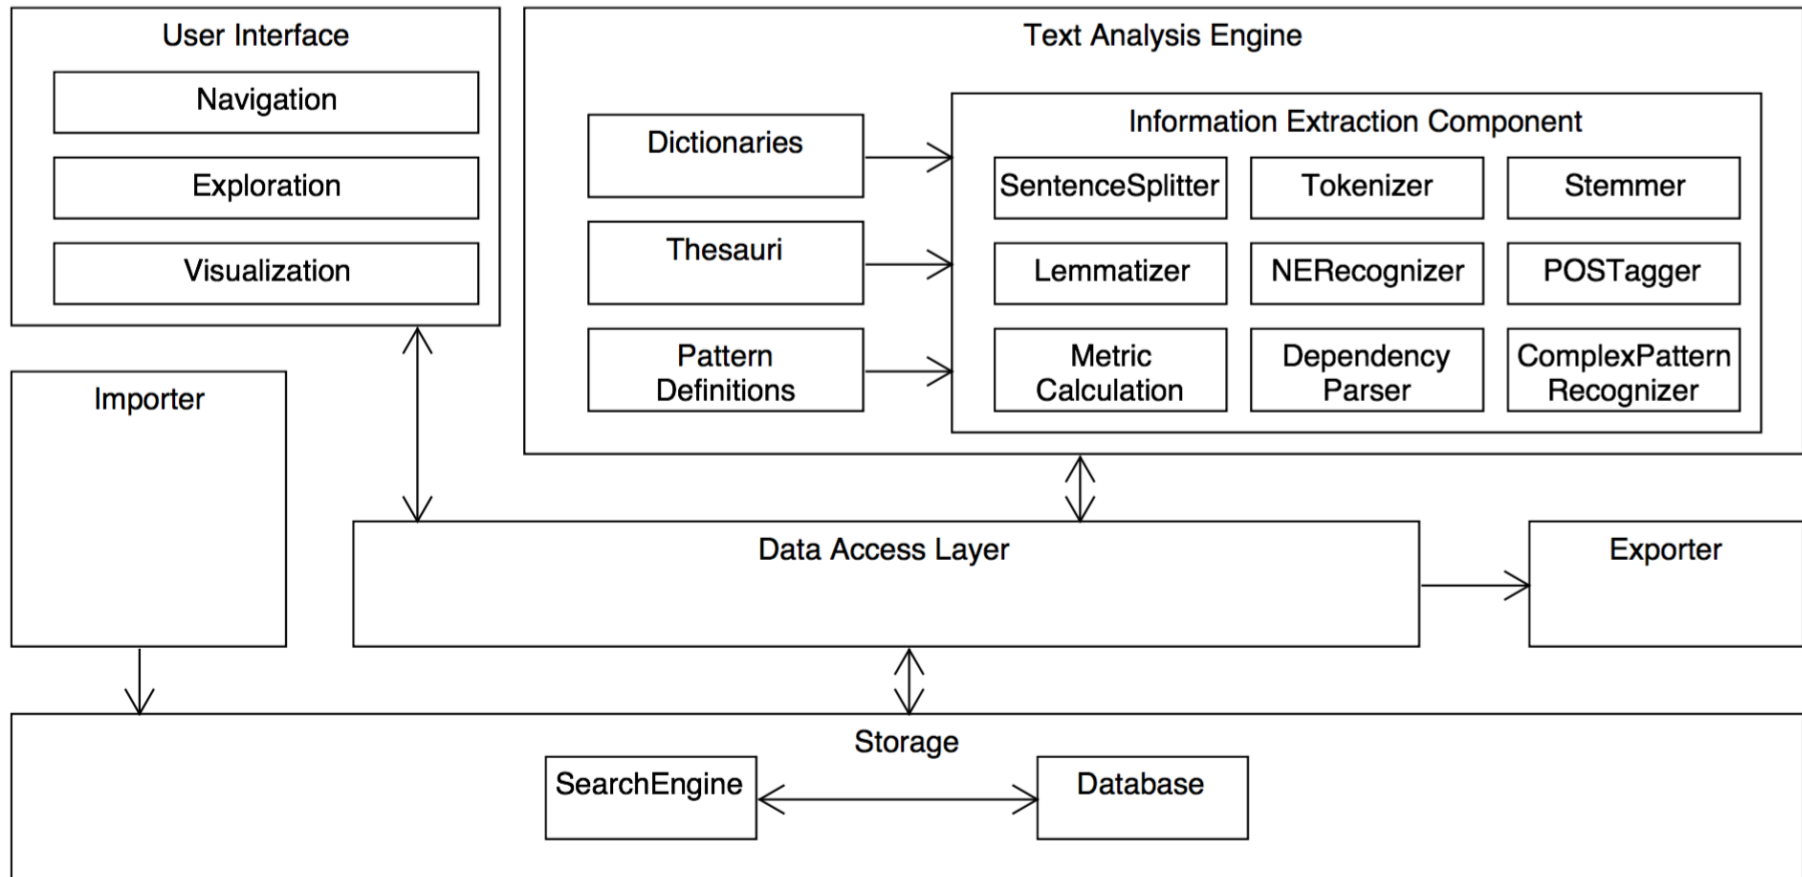 User Interface
Navigation
Exploration
Visualization
Text Analysis Engine
Dictionaries
Thesauri
Pattern
Definitions
Information Extraction Component
SentenceSplitter
Tokenizer
Stemmer
Lemmatizer
NERecognizer
POSTagger
Metric
Calculation
Dependency
Parser
ComplexPattern
Recognizer
Importer
Data Access Layer
Exporter
Storage
SearchEngine
Database